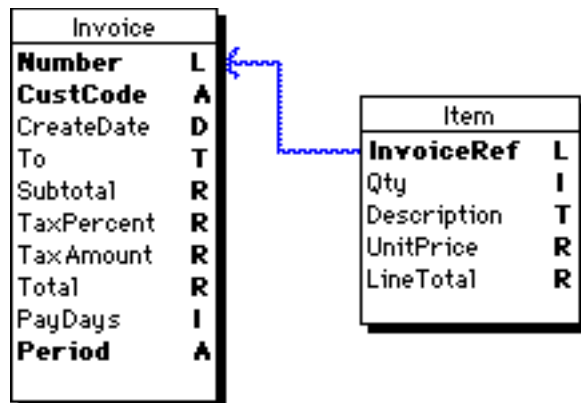 Invoice
Number L
CustCode A
CreateDate D
To T
Subtotal R
TaxPercent R
TaxAmount R
Total R
PayDays I
Period A
Item
InvoiceRef L
Qty I
Description T
UnitPrice R
LineTotal R